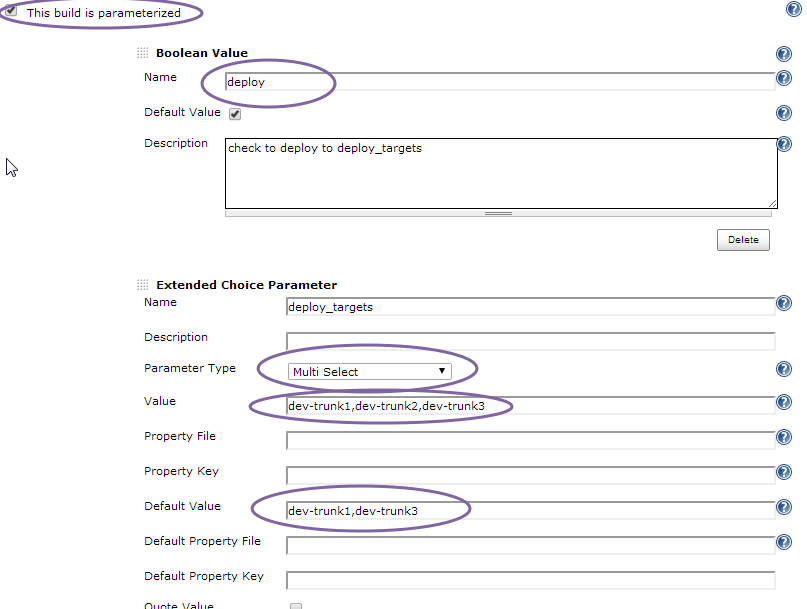 This build is parameterized
Boolean Value
Name
deploy
Default Value
Description
check to deploy to deploy_targets
Delete
Extended Choice Parameter
Name
deploy_targets
Description
Parameter Type
Multi Select
Value
dev-trunk1,dev-trunk2,dev-trunk3
Property File
Property Key
Default Value
dev-trunk1,dev-trunk3
Default Property File
Default Property Key
Quote Value